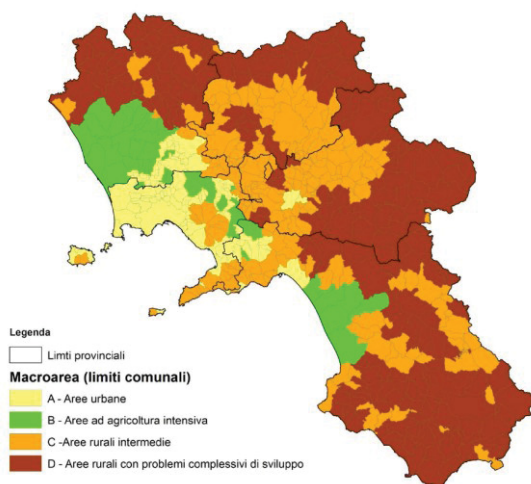 Legenda
Limti provinciali
Macroarea (limiti comunali)
A - Aree urbane
B - Aree ad agricoltura intensiva
C -Aree rurali intermedie
D - Aree rurali con problemi complessivi di sviluppo